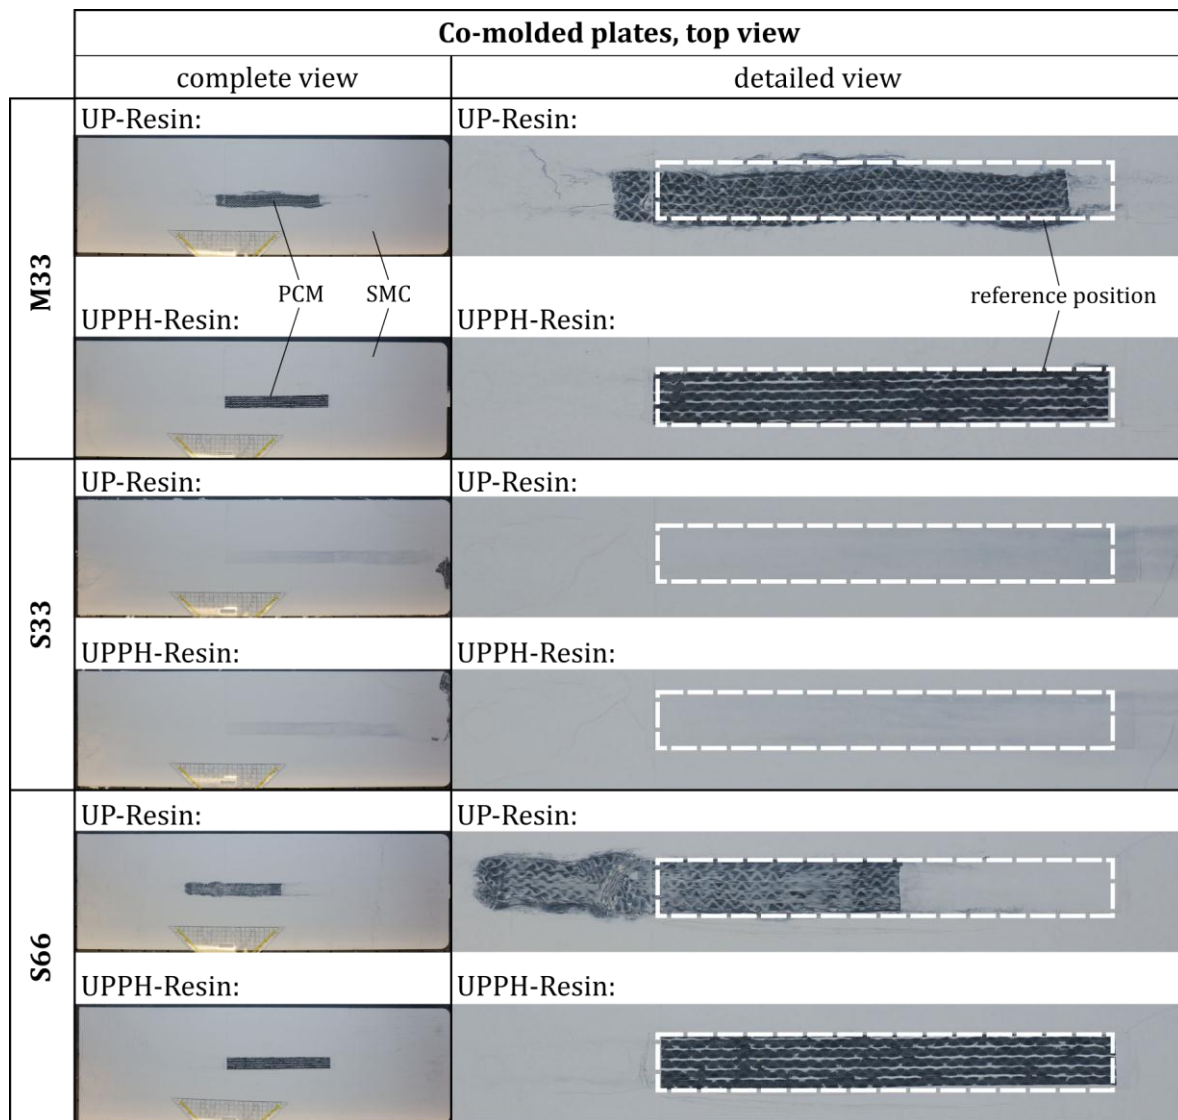 Co-molded plates, top view
complete view
detailed view
M33
UP-Resin:
UP-Resin:
PCM
SMC
reference position
UPPH-Resin:
UPPH-Resin:
S33
UP-Resin:
UP-Resin:
UPPH-Resin:
UPPH-Resin:
S66
UP-Resin:
UP-Resin:
UPPH-Resin:
UPPH-Resin: